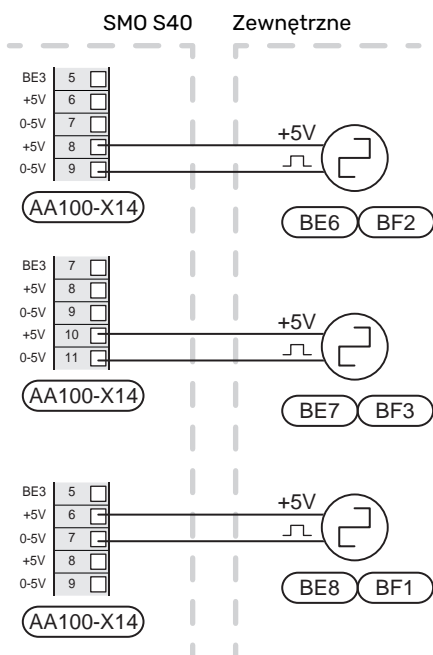 SMO S40 Zewnętrzne
BE3 5
+5V 6
0-5V 7
+5V 8 +5V
0-5V 9
AA100-X14
BE6 BF2
BE3 7
+5V 8
0-5V 9
+5V 10 +5V
0-5V 11
AA100-X14
BE7 BF3
BE3 5
+5V 6 +5V
0-5V 7
+5V 8
0-5V 9
BE8 BF1
AA100-X14